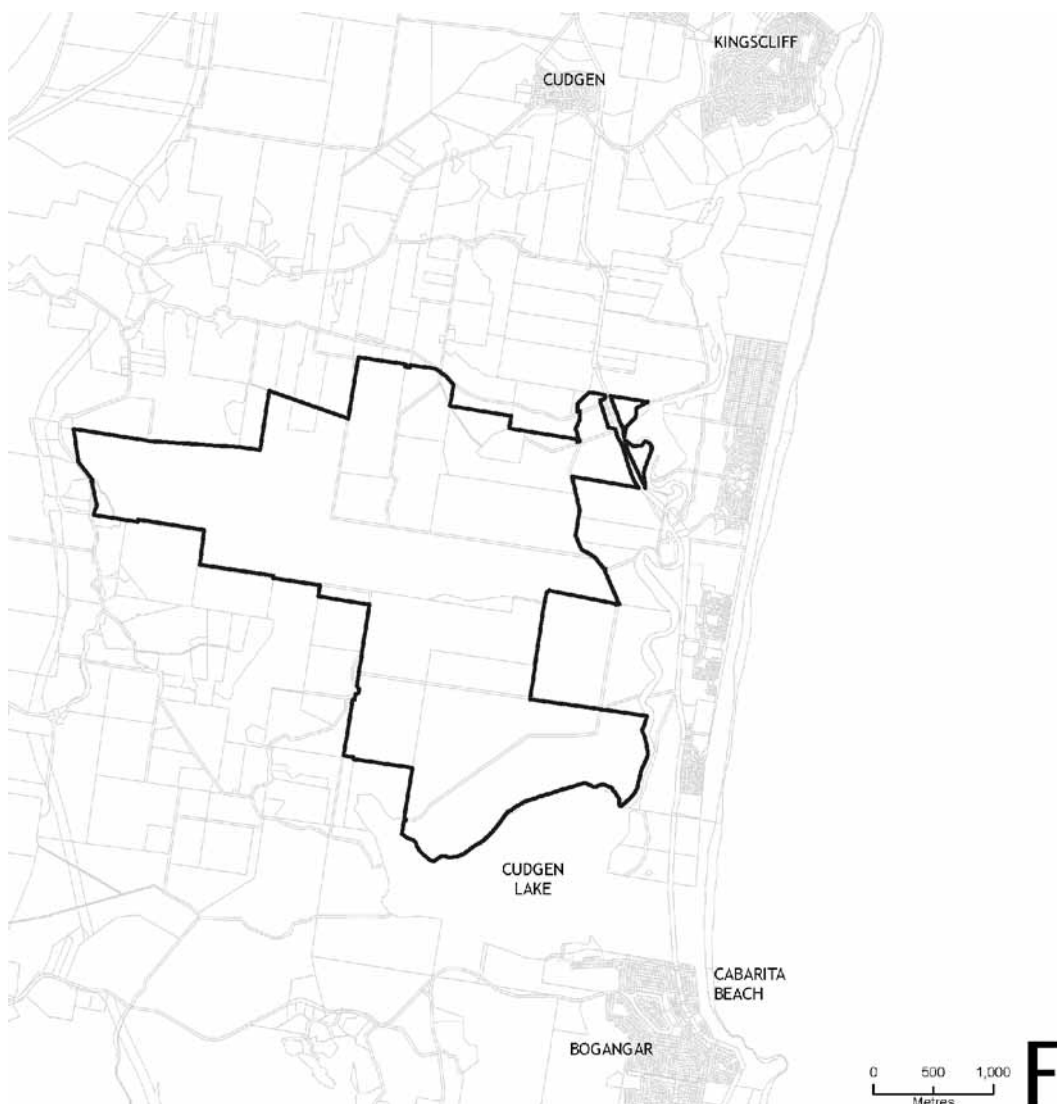 KINGSCLIFF
CUDGEN
CUDGEN
LAKE
CABARITA
BEACH
BOGANGAR
0 500 1,000
Metres
F